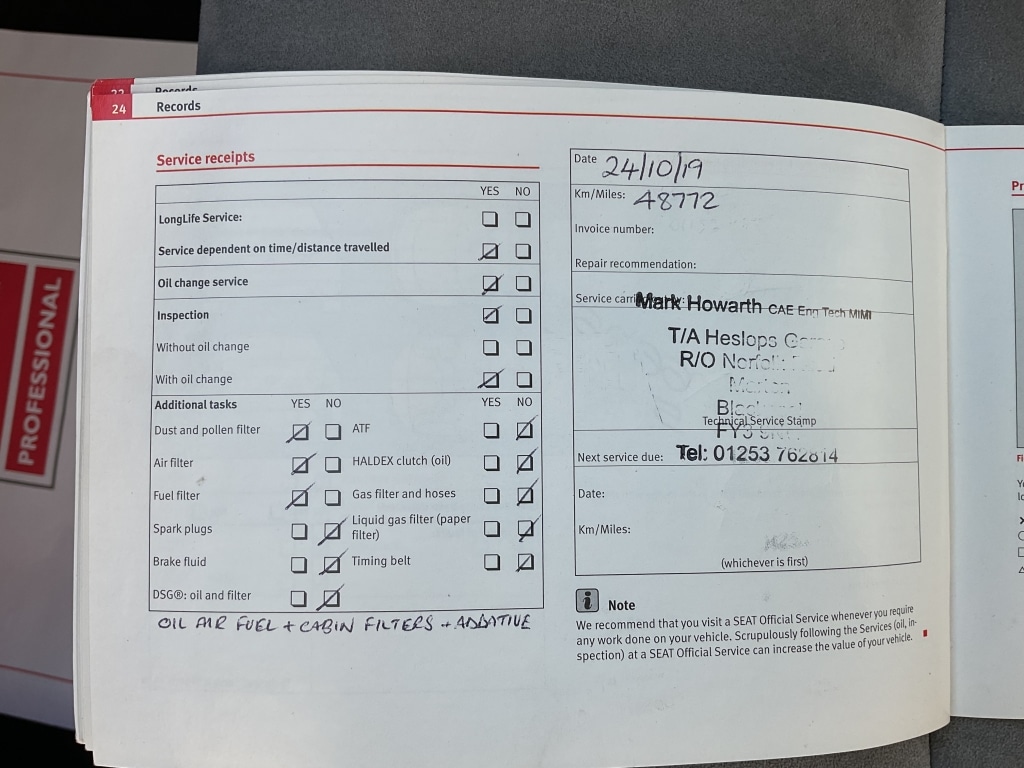 Records
24 Records
Service receipts
YES NO
LongLife Service:
Service dependent on time/distance travelled
Oil change service
Inspection
Without oil change
With oil change
Additional tasks YES NO YES NO
Dust and pollen filter ATF
Air filter HALDEX clutch (oil)
Fuel filter Gas filter and hoses
Spark plugs Liquid gas filter (paper
filter)
Brake fluid Timing belt
DSG®: oil and filter
OIL AIR FUEL + CABIN FILTERS + ADDATIVE
Date 24/10/19
Km/Miles: 48772
Invoice number:
Repair recommendation:
Service carri
Mark Howarth CAE Eng Tech MIMI
T/A Heslops
R/O
Technical Service Stamp
FY3
Next service due: Tel: 01253 762814
Date:
Km/Miles:
(whichever is first)
i Note
We recommend that you visit a SEAT Official Service whenever you require
any work done on your vehicle. Scrupulously following the Services (oil, in-
spection) at a SEAT Official Service can increase the value of your vehicle.
PROFESSIONAL
Pr